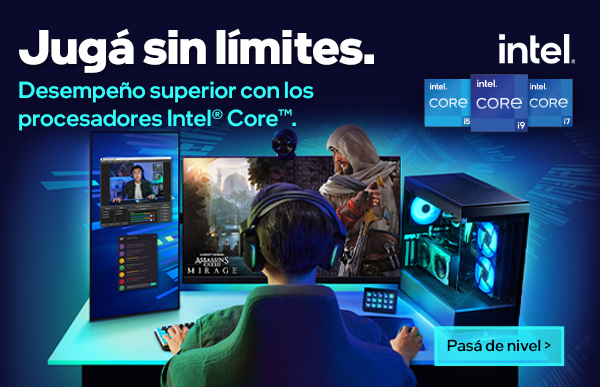 Jugá sin límites.
intel.
Desempeño superior con los
procesadores Intel® Core™.
intel.
CORE
i5
intel.
CORE
i9
intel.
CORE
i7
ASSASSIN'S
CREED
MIRAGE
Pasá de nivel >